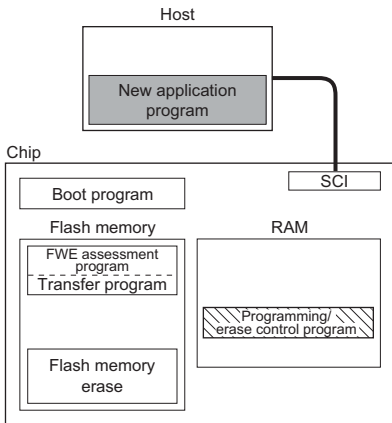 Host
New application
program
Chip
SCI
Boot program
Flash memory
RAM
FWE assessment
program
Transfer program
Programming/
erase control program
Flash memory
erase